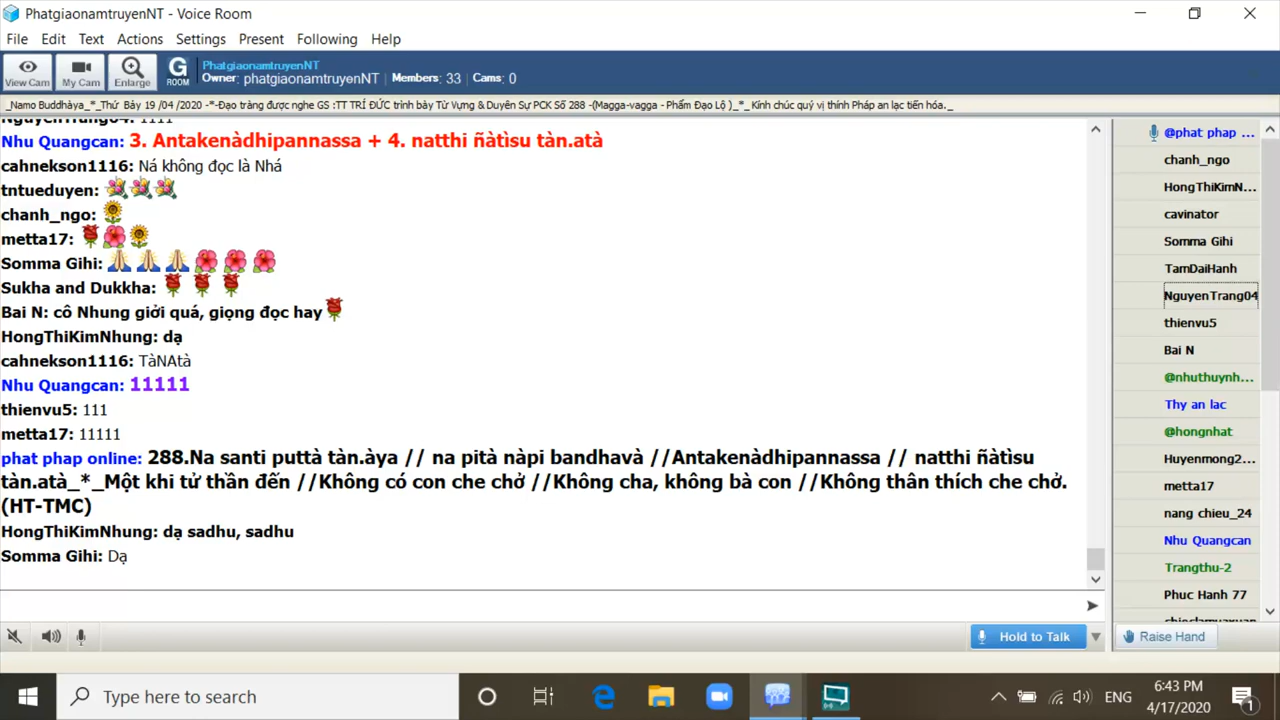 PhatgiaonamtruyenNT - Voice Room
File Edit Text Actions Settings Present Following Help
View Cam My Cam Enlarge G ROOM
PhatgiaonamtruyenNT
Owner: phatgiaonamtruyenNT | Members: 33 | Cams: 0
_Namo Buddhàya_*_Thứ Bảy 19 /04 /2020 -*-Đạo tràng được nghe GS :TT TRÍ ĐỨC trình bày Từ Vựng & Duyên Sự PCK Số 288 -(Magga-vagga - Phẩm Đạo Lộ )_*_ Kính chúc quý vị thính Pháp an lạc tiến hóa._
NguyenTrang04: 1111
Nhu Quangcan: 3. Antakenàdhipannassa + 4. natthi ñàtìsu tàn.atà
cahnekson1116: Ná không đọc là Nhá
tntueduyen:
chanh_ngo:
metta17:
Somma Gihi:
Sukha and Dukkha:
Bai N: cô Nhung giởi quá, giọng đọc hay
HongThiKimNhung: dạ
cahnekson1116: TàNAtà
Nhu Quangcan: 11111
thienvu5: 111
metta17: 11111
phat phap online: 288.Na santi puttà tàn.àya // na pità nàpi bandhavà //Antakenàdhipannassa // natthi ñàtìsu
tàn.atà_*_Một khi tử thần đến //Không có con che chở //Không cha, không bà con //Không thân thích che chở.
(HT-TMC)
HongThiKimNhung: dạ sadhu, sadhu
Somma Gihi: Dạ
@phat phap ...
chanh_ngo
HongThiKimN...
cavinator
Somma Gihi
TamDaiHanh
NguyenTrang04
thienvu5
Bai N
@nhuthuynh...
Thy an lac
@hongnhat
Huyenmong2...
metta17
nang chieu_24
Nhu Quangcan
Trangthu-2
Phuc Hanh 77
Hold to Talk
Raise Hand
Type here to search
ENG
6:43 PM
4/17/2020
1